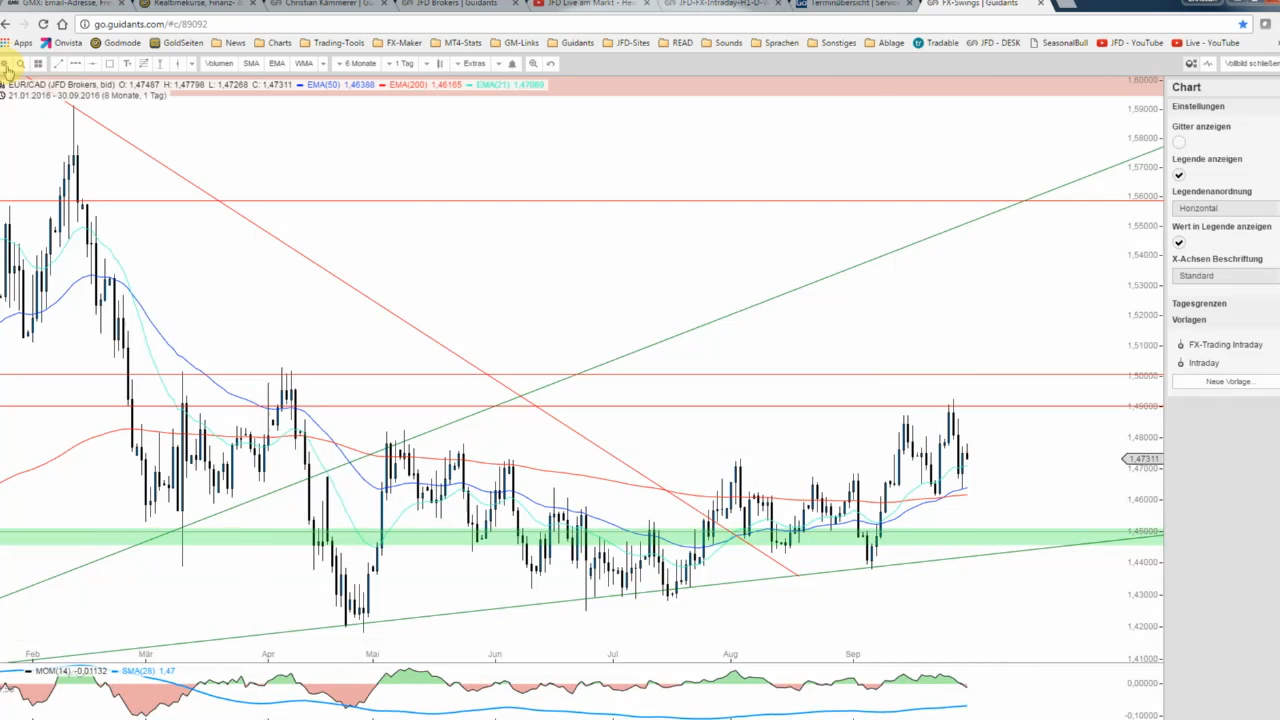 GMX: Email-Adresse, Fre Realtimekurse, Finanz- Christian Kämmerer | Gu JFD Brokers | Guidants JFD Live am Markt - He JFD-FX-Intraday-H1-D Terminübersicht | Servic FX-Swings | Guidants
go.guidants.com/#c/89092
Apps Onvista Godmode GoldSeiten News Charts Trading-Tools FX-Maker MT4-Stats GM-Links Guidants JFD-Sites READ Sounds Sprachen Sonstiges Ablage Tradable JFD - DESK SeasonalBull JFD - YouTube Live - YouTube
Volumen SMA EMA WMA 6 Monate 1 Tag Extras Vollbild schließen
EUR/CAD (JFD Brokers, bid) O: 1,47487 H: 1,47798 L: 1,47268 C: 1,47311 EMA(50) 1,46388 EMA(200) 1,46165 EMA(21) 1,47069
21.01.2016 - 30.09.2016 (8 Monate, 1 Tag)
1,60000
1,59000
1,58000
1,57000
1,56000
1,55000
1,54000
1,53000
1,52000
1,51000
1,50000
1,49000
1,48000
1,47311
1,47000
1,46000
1,45000
1,44000
1,43000
1,42000
1,41000
Feb Mär Apr Mai Jun Jul Aug Sep
MOM(14) -0,01132 SMA(28) 1,47
0,00000
-0,10000
Chart
Einstellungen
Gitter anzeigen
Legende anzeigen
Legendenanordnung
Horizontal
Wert in Legende anzeigen
X-Achsen Beschriftung
Standard
Tagesgrenzen
Vorlagen
FX-Trading Intraday
Intraday
Neue Vorlage...